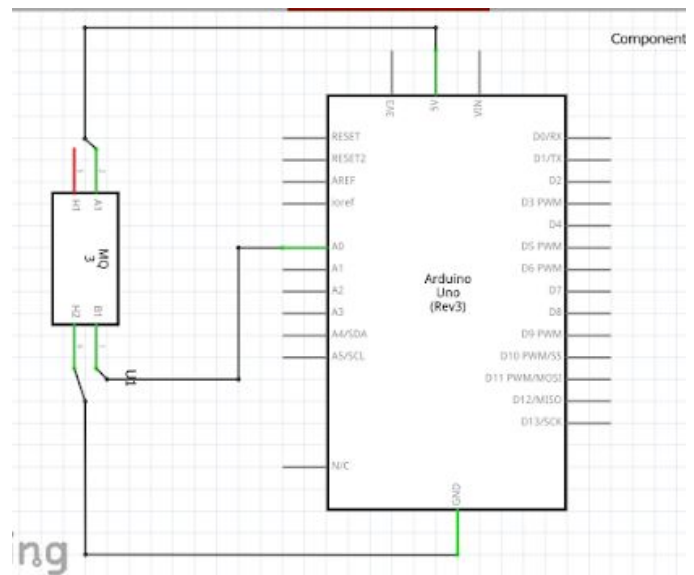 Component
3V3
5V
VIN
RESET
RESET2
AREF
ioref
A0
A1
A2
A3
A4/SDA
A5/SCL
N/C
D0/RX
D1/TX
D2
D3 PWM
D4
D5 PWM
D6 PWM
D7
D8
D9 PWM
D10 PWM/SS
D11 PWM/MOSI
D12/MISO
D13/SCK
Arduino
Uno
(Rev3)
GND
H1
A1
MQ
3
H2
B1
U1
ing